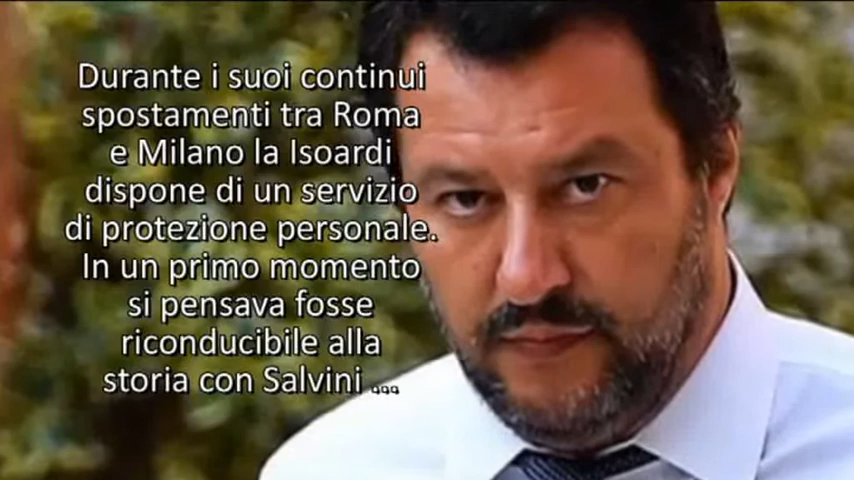 Durante i suoi continui
spostamenti tra Roma
e Milano la Isoardi
dispone di un servizio
di protezione personale.
In un primo momento
si pensava fosse
riconducibile alla
storia con Salvini ...